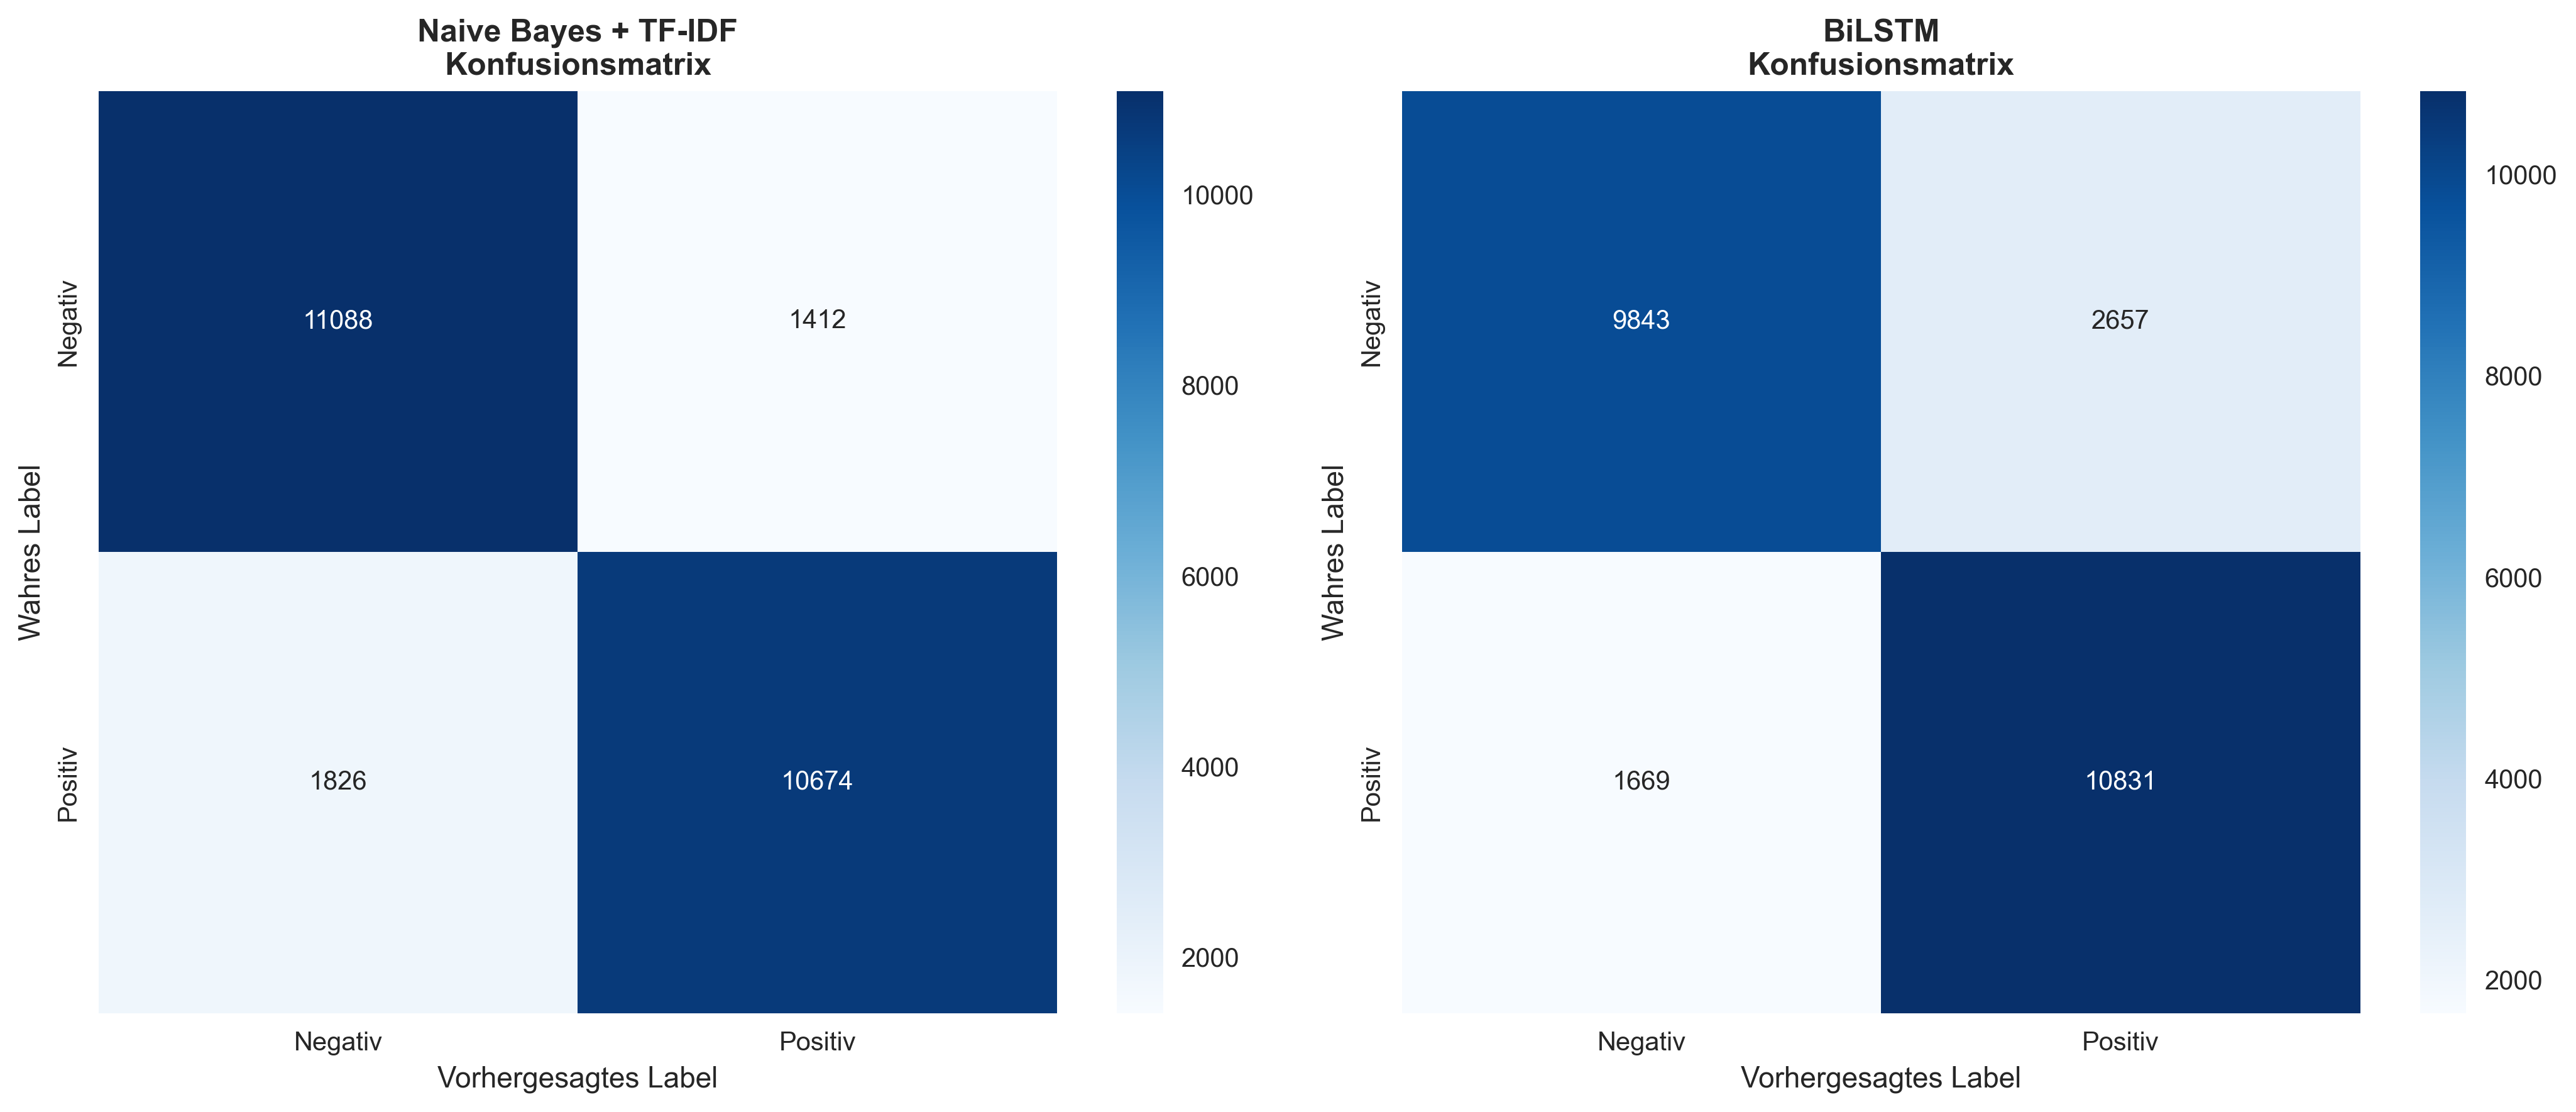 Naive Bayes + TF-IDF
Konfusionsmatrix
Wahres Label
Negativ
Positiv
11088
1412
1826
10674
Negativ
Positiv
Vorhergesagtes Label
10000
8000
6000
4000
2000
BiLSTM
Konfusionsmatrix
Wahres Label
Negativ
Positiv
9843
2657
1669
10831
Negativ
Positiv
Vorhergesagtes Label
10000
8000
6000
4000
2000